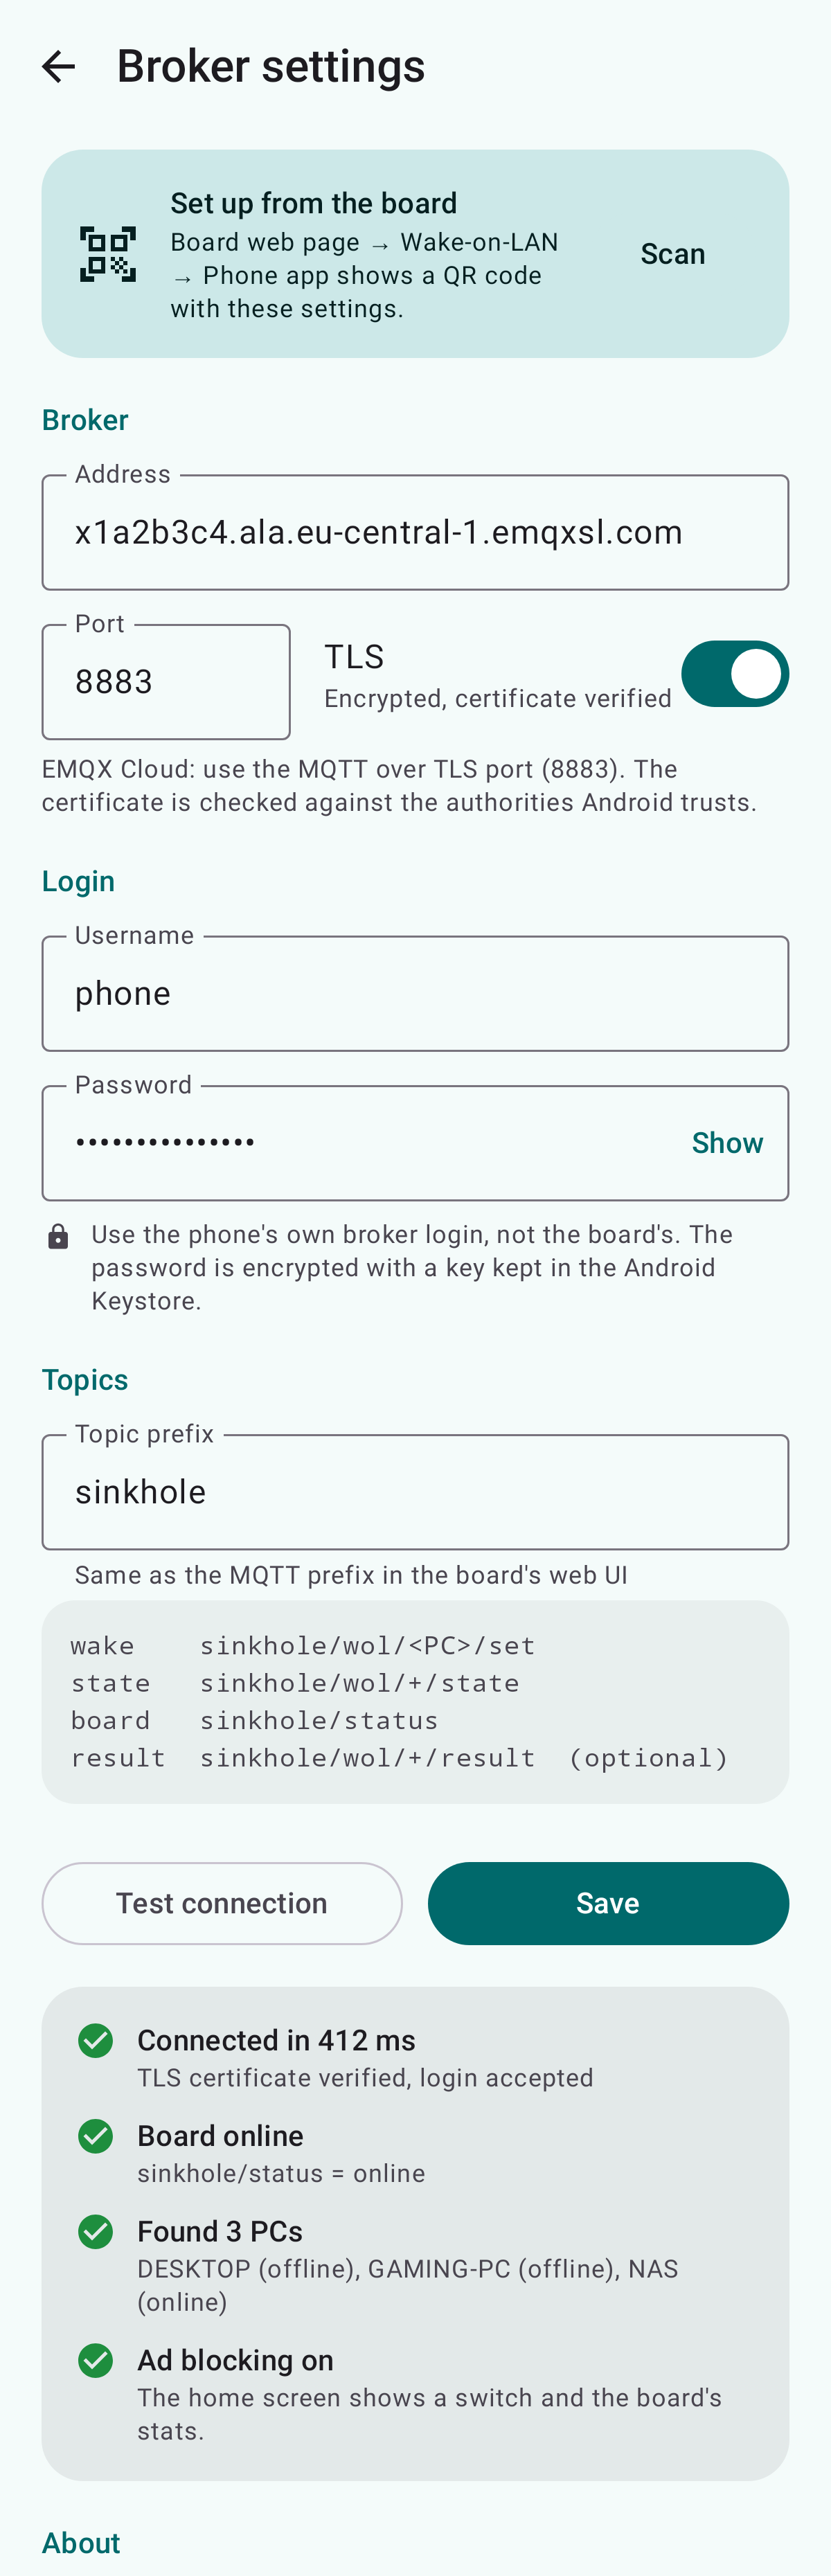 Broker settings
Set up from the board
Board web page → Wake-on-LAN
→ Phone app shows a QR code
with these settings.
Scan
Broker
Address
x1a2b3c4.ala.eu-central-1.emqxsl.com
Port
8883
TLS
Encrypted, certificate verified
EMQX Cloud: use the MQTT over TLS port (8883). The
certificate is checked against the authorities Android trusts.
Login
Username
phone
Password
•••••••••••••••
Show
Use the phone's own broker login, not the board's. The
password is encrypted with a key kept in the Android
Keystore.
Topics
Topic prefix
sinkhole
Same as the MQTT prefix in the board's web UI
wake sinkhole/wol/<PC>/set
state sinkhole/wol/+/state
board sinkhole/status
result sinkhole/wol/+/result (optional)
Test connection
Save
Connected in 412 ms
TLS certificate verified, login accepted
Board online
sinkhole/status = online
Found 3 PCs
DESKTOP (offline), GAMING-PC (offline), NAS
(online)
Ad blocking on
The home screen shows a switch and the board's
stats.
About